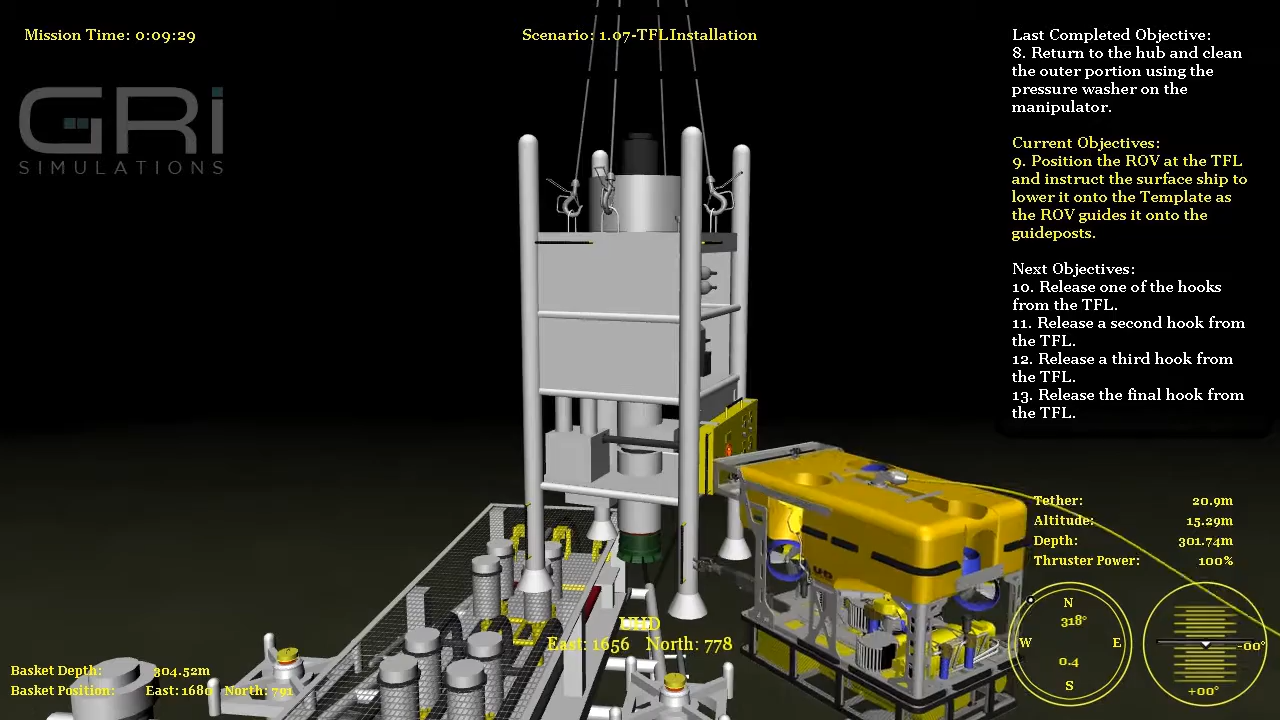 Mission Time: 0:09:29
Scenario: 1.07-TFLInstallation
GRi
SIMULATIONS
Last Completed Objective:
8. Return to the hub and clean
the outer portion using the
pressure washer on the
manipulator.
Current Objectives:
9. Position the ROV at the TFL
and instruct the surface ship to
lower it onto the Template as
the ROV guides it onto the
guideposts.
Next Objectives:
10. Release one of the hooks
from the TFL.
11. Release a second hook from
the TFL.
12. Release a third hook from
the TFL.
13. Release the final hook from
the TFL.
Tether: 20.9m
Altitude: 15.29m
Depth: 301.74m
Thruster Power: 100%
N
318°
W E
0.4
S
-00°
+00°
UHD
East: 1656 North: 778
Basket Depth: 304.52m
Basket Position: East: 1680 North: 791